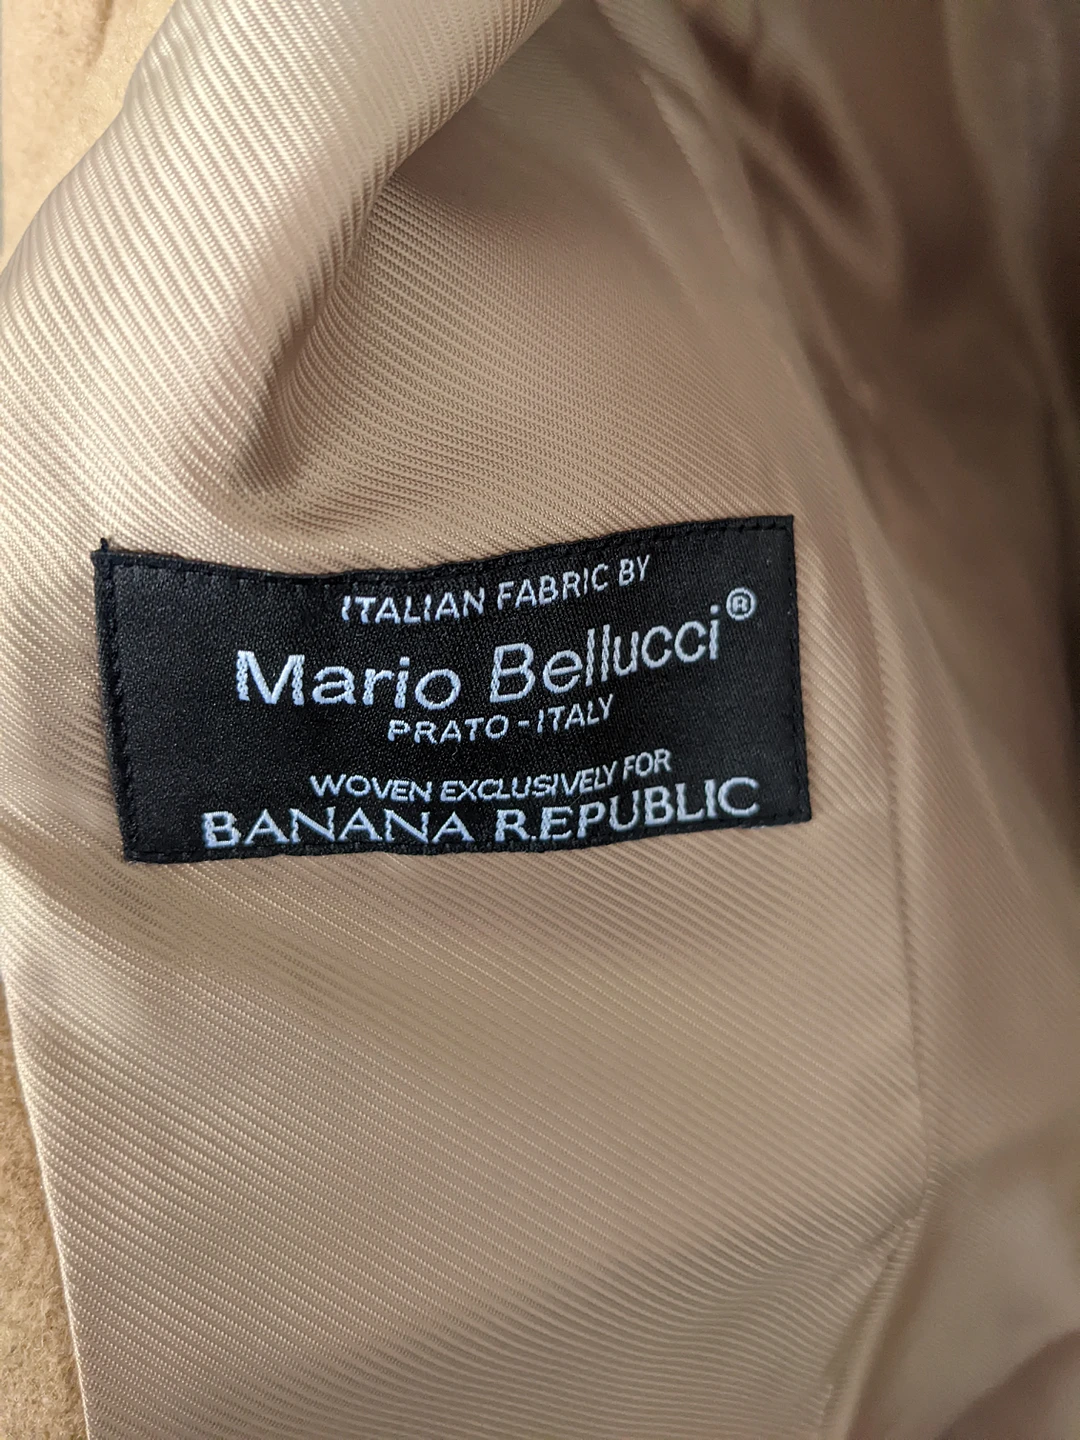 ITALIAN FABRIC BY
Mario Bellucci®
PRATO-ITALY
WOVEN EXCLUSIVELY FOR
BANANA REPUBLIC